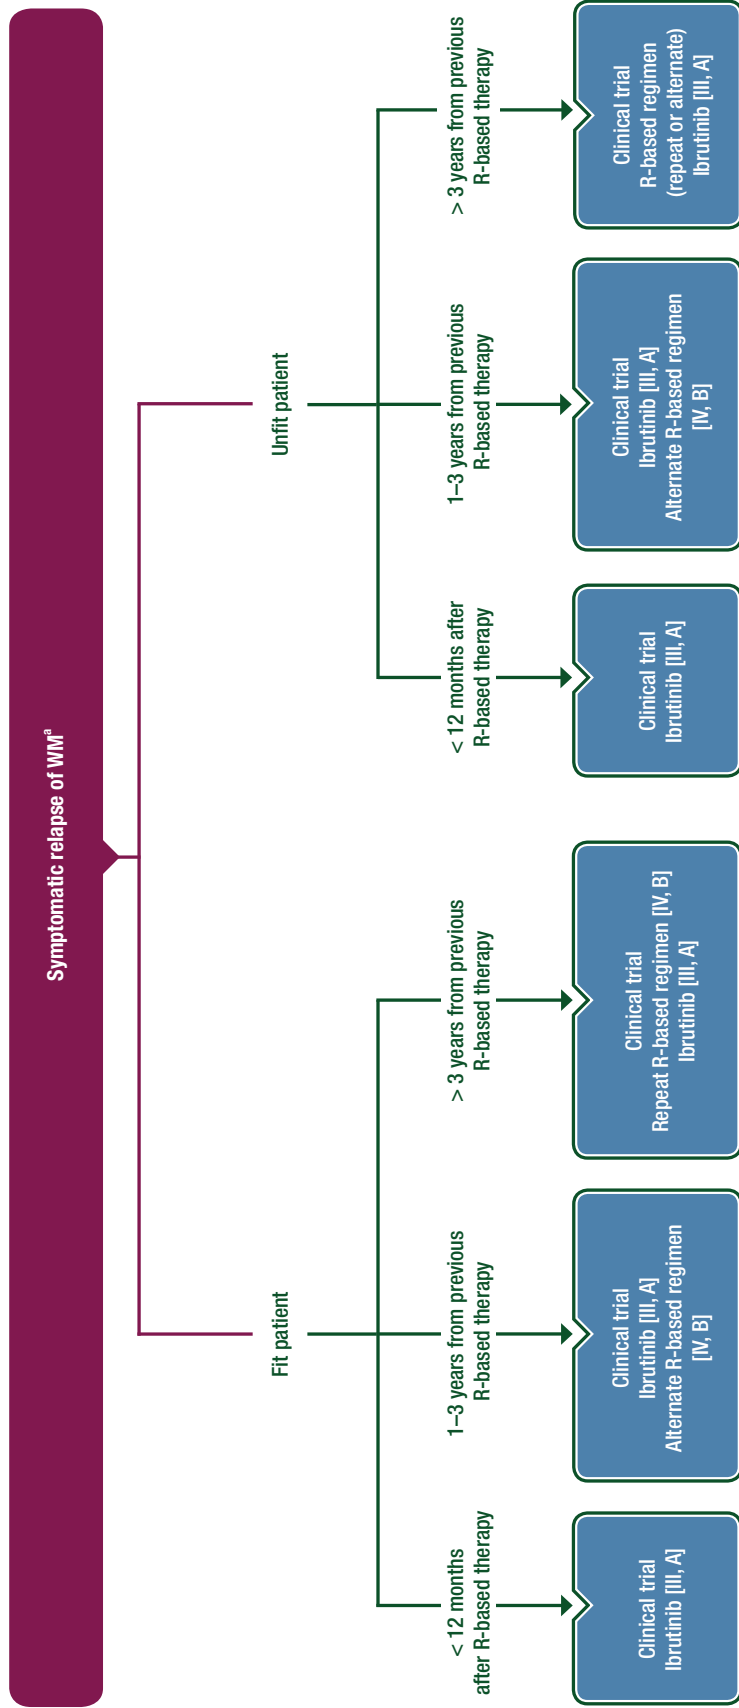 Symptomatic relapse of WMᵃ
Fit patient
Unfit patient
< 12 months
after R-based therapy
1–3 years from previous
R-based therapy
> 3 years from previous
R-based therapy
< 12 months after
R-based therapy
1–3 years from previous
R-based therapy
> 3 years from previous
R-based therapy
Clinical trial
Ibrutinib [III, A]
Clinical trial
Ibrutinib [III, A]
Alternate R-based regimen
[IV, B]
Clinical trial
Repeat R-based regimen [IV, B]
Ibrutinib [III, A]
Clinical trial
Ibrutinib [III, A]
Clinical trial
Ibrutinib [III, A]
Alternate R-based regimen
[IV, B]
Clinical trial
R-based regimen
(repeat or alternate)
Ibrutinib [III, A]